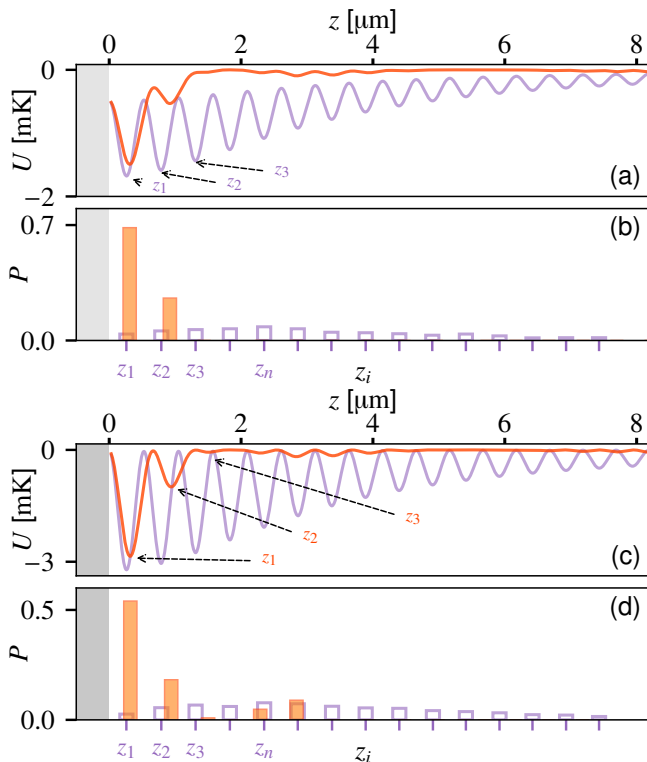 z [µm]
0 2 4 6 8
0
−2
U [mK]
z₁ z₂ z₃
(a)
0.7
0.0
P
(b)
z₁ z₂ z₃ zₙ zᵢ
z [µm]
0 2 4 6 8
0
−3
U [mK]
z₃
z₂
z₁
(c)
0.5
0.0
P
(d)
z₁ z₂ z₃ zₙ zᵢ